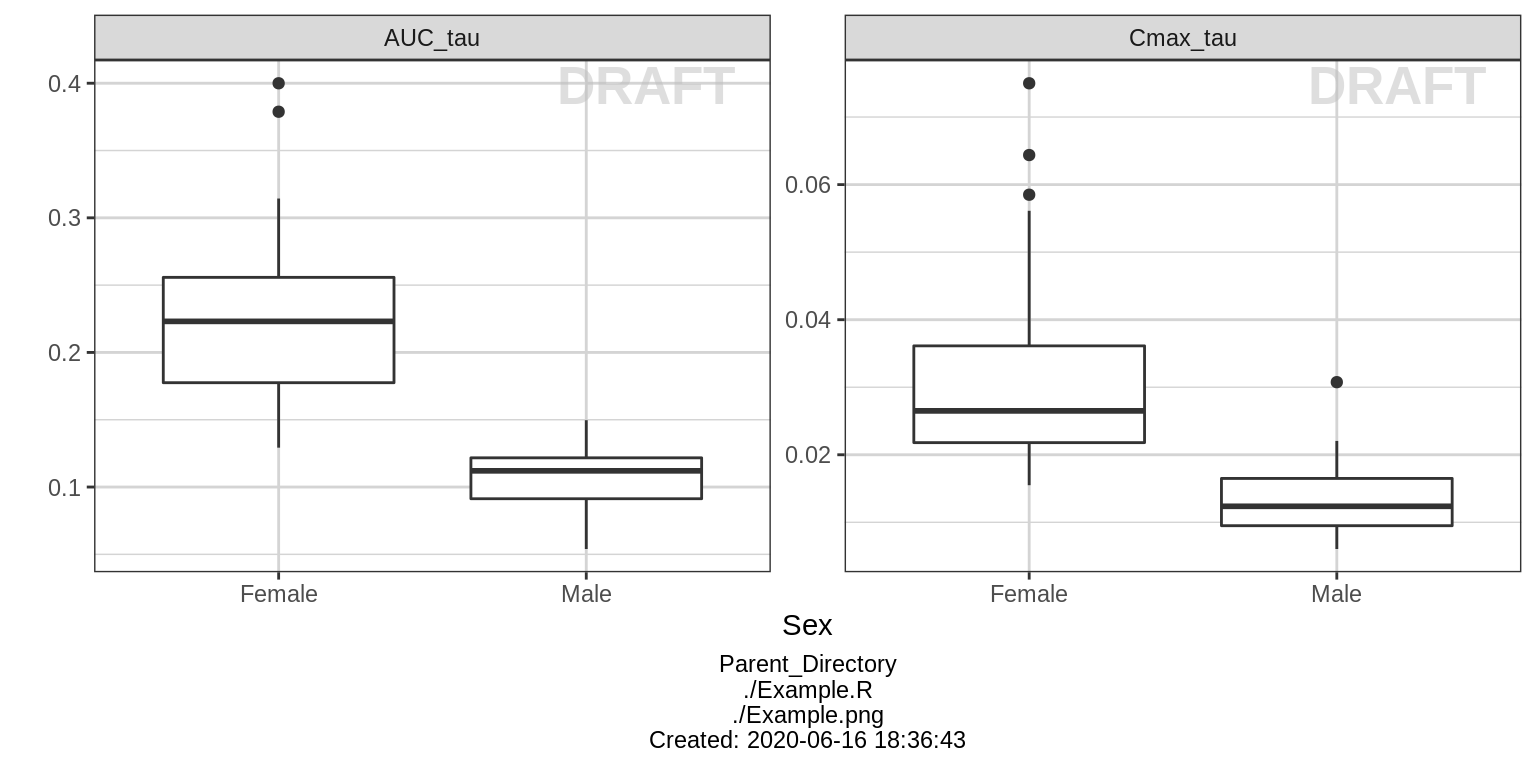 AUC_tau
Cmax_tau
DRAFT
DRAFT
0.4
0.3
0.2
0.1
0.06
0.04
0.02
Female
Male
Female
Male
Sex
Parent_Directory
./Example.R
./Example.png
Created: 2020-06-16 18:36:43